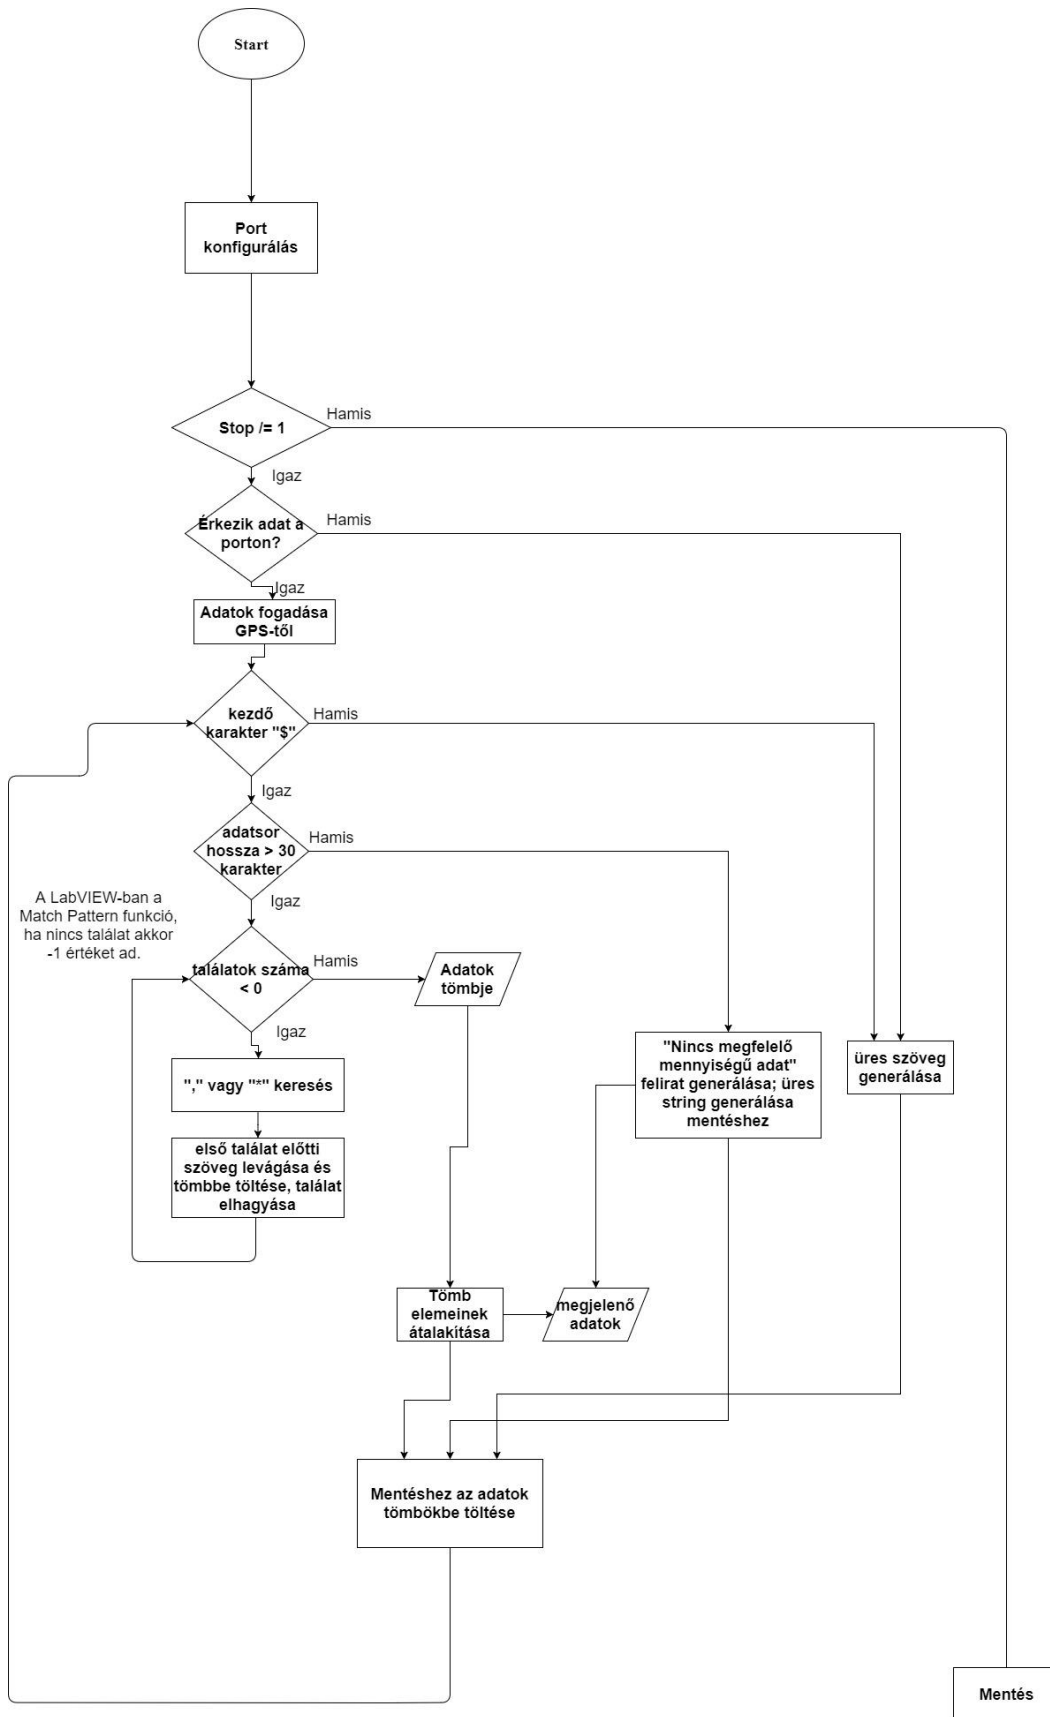 Start
Port
konfigurálás
Stop /= 1
Hamis
Igaz
Érkezik adat a
porton?
Hamis
Igaz
Adatok fogadása
GPS-től
kezdő
karakter "$"
Hamis
Igaz
adatsor
hossza > 30
karakter
Hamis
Igaz
A LabVIEW-ban a
Match Pattern funkció,
ha nincs találat akkor
-1 értéket ad.
találatok száma
< 0
Hamis
Igaz
Adatok
tömbje
"," vagy "*" keresés
első találat előtti
szöveg levágása és
tömbbe töltése, találat
elhagyása
"Nincs megfelelő
mennyiségű adat"
felirat generálása; üres
string generálása
mentéshez
üres szöveg
generálása
Tömb
elemeinek
átalakítása
megjelenő
adatok
Mentéshez az adatok
tömbökbe töltése
Mentés